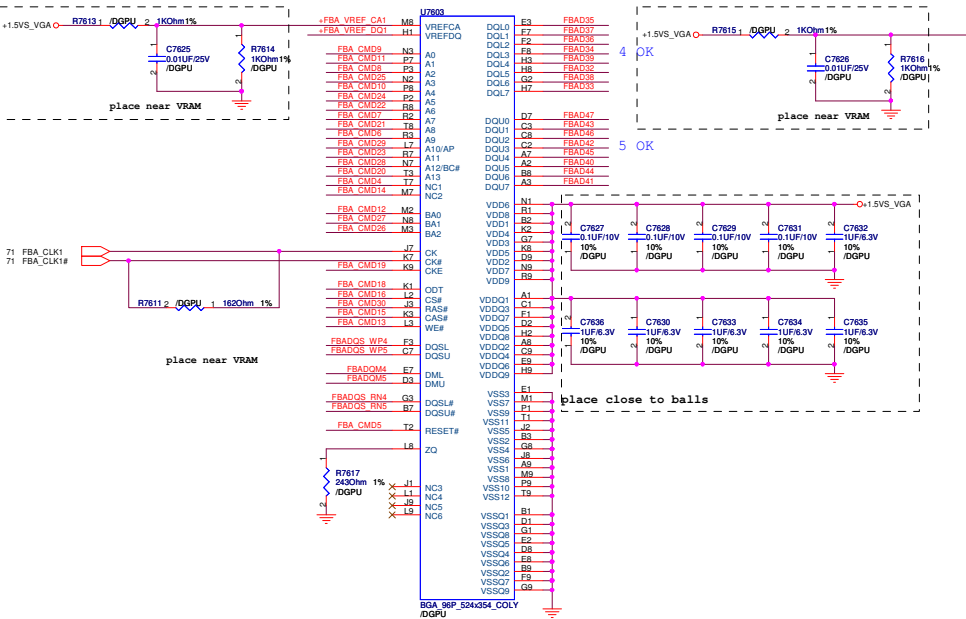 +1.5VS_VGA R7613 1 /DGPU 2 1KOhm1%
C7625
0.01UF/25V
/DGPU
R7614
1KOhm1%
/DGPU
place near VRAM
+1.5VS_VGA R7615 1 /DGPU 2 1KOhm1%
C7626
0.01UF/25V
/DGPU
R7616
1KOhm1%
/DGPU
place near VRAM
U7603
+FBA_VREF_CA1 M8 VREFCA
+FBA_VREF_DQ1 H1 VREFDQ
FBA_CMD9 N3 A0
FBA_CMD11 P7 A1
FBA_CMD8 P3 A2
FBA_CMD25 N2 A3
FBA_CMD10 P8 A4
FBA_CMD24 P2 A5
FBA_CMD22 R8 A6
FBA_CMD7 R2 A7
FBA_CMD21 T8 A8
FBA_CMD6 R3 A9
FBA_CMD29 L7 A10/AP
FBA_CMD23 R7 A11
FBA_CMD28 N7 A12/BC#
FBA_CMD20 T3 A13
FBA_CMD4 T7 NC1
FBA_CMD14 M7 NC2
FBA_CMD12 M2 BA0
FBA_CMD27 N8 BA1
FBA_CMD26 M3 BA2
71 FBA_CLK1 J7 CK
71 FBA_CLK1# K7 CK#
FBA_CMD19 K9 CKE
R7611 2 /DGPU 1 162Ohm 1%
place near VRAM
FBA_CMD18 K1 ODT
FBA_CMD16 L2 CS#
FBA_CMD30 J3 RAS#
FBA_CMD15 K3 CAS#
FBA_CMD13 L3 WE#
FBADQS_WP4 F3 DQSL
FBADQS_WP5 C7 DQSU
FBADQM4 E7 DML
FBADQM5 D3 DMU
FBADQS_RN4 G3 DQSL#
FBADQS_RN5 B7 DQSU#
FBA_CMD5 T2 RESET#
L8 ZQ
1
R7617
243Ohm 1%
/DGPU
2
J1 NC3
L1 NC4
J9 NC5
L9 NC6
DQL0 E3 FBAD35
DQL1 F7 FBAD37
DQL2 F2 FBAD36
DQL3 F8 FBAD34
DQL4 H3 FBAD39
DQL5 H8 FBAD32
DQL6 G2 FBAD38
DQL7 H7 FBAD33
4 OK
DQU0 D7 FBAD47
DQU1 C3 FBAD43
DQU2 C8 FBAD46
DQU3 C2 FBAD42
DQU4 A7 FBAD45
DQU5 A2 FBAD40
DQU6 B8 FBAD44
DQU7 A3 FBAD41
5 OK
VDD6 N1
VDD8 R1
VDD1 B2
VDD4 K2
VDD3 G7
VDD5 K8
VDD2 D9
VDD7 N9
VDD9 R9
VDDQ1 A1
VDDQ3 C1
VDDQ7 F1
VDDQ5 D2
VDDQ8 H2
VDDQ2 A8
VDDQ4 C9
VDDQ6 E9
VDDQ9 H9
VSS3 E1
VSS7 M1
VSS9 P1
VSS11 T1
VSS5 J2
VSS2 B3
VSS4 G8
VSS6 J8
VSS1 A9
VSS8 M9
VSS10 P9
VSS12 T9
VSSQ1 B1
VSSQ3 D1
VSSQ8 G1
VSSQ5 E2
VSSQ4 D8
VSSQ6 E8
VSSQ2 B9
VSSQ7 F9
VSSQ9 G9
+1.5VS_VGA
C7627
0.1UF/10V
10%
/DGPU
C7628
0.1UF/10V
10%
/DGPU
C7629
0.1UF/10V
10%
/DGPU
C7631
0.1UF/10V
10%
/DGPU
C7632
1UF/6.3V
10%
/DGPU
C7636
1UF/6.3V
10%
/DGPU
C7630
1UF/6.3V
10%
/DGPU
C7633
1UF/6.3V
10%
/DGPU
C7634
1UF/6.3V
10%
/DGPU
C7635
1UF/6.3V
10%
/DGPU
place close to balls
BGA_96P_524x354_COLY
/DGPU